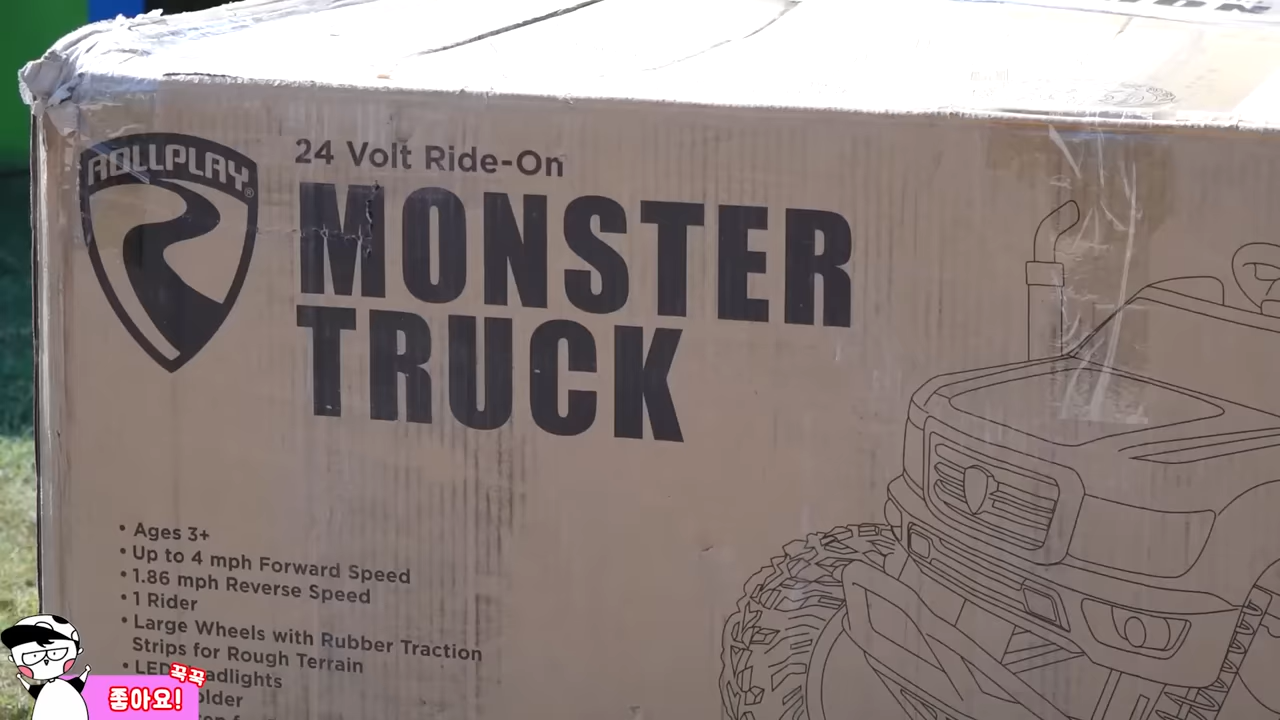 ROLLPLAY®
24 Volt Ride-On
MONSTER
TRUCK
• Ages 3+
• Up to 4 mph Forward Speed
• 1.86 mph Reverse Speed
• 1 Rider
• Large Wheels with Rubber Traction
Strips for Rough Terrain
• LED
꾹꾹
좋아요!